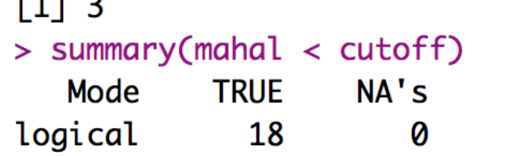 [1] 3
> summary(mahal < cutoff)
Mode TRUE NA's
logical 18 0